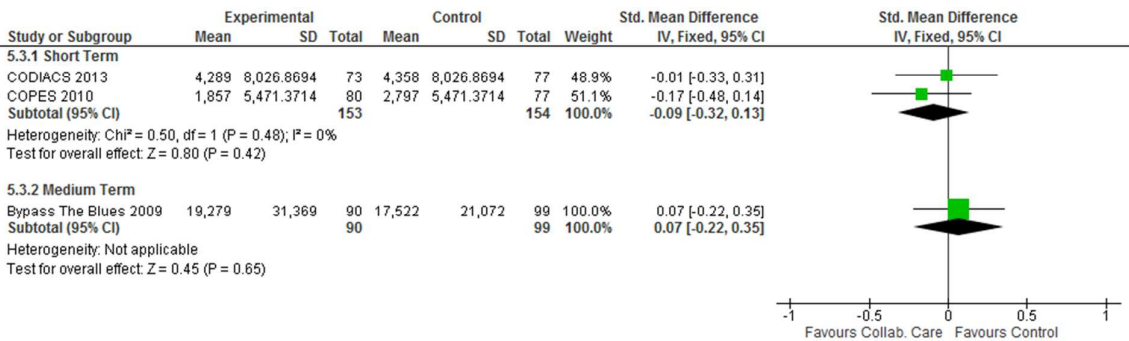 Experimental Control Std. Mean Difference Std. Mean Difference
Study or Subgroup Mean SD Total Mean SD Total Weight IV, Fixed, 95% CI IV, Fixed, 95% CI
5.3.1 Short Term
CODIACS 2013 4,289 8,026.8694 73 4,358 8,026.8694 77 48.9% -0.01 [-0.33, 0.31]
COPES 2010 1,857 5,471.3714 80 2,797 5,471.3714 77 51.1% -0.17 [-0.48, 0.14]
Subtotal (95% CI) 153 154 100.0% -0.09 [-0.32, 0.13]
Heterogeneity: Chi² = 0.50, df = 1 (P = 0.48); I² = 0%
Test for overall effect: Z = 0.80 (P = 0.42)
5.3.2 Medium Term
Bypass The Blues 2009 19,279 31,369 90 17,522 21,072 99 100.0% 0.07 [-0.22, 0.35]
Subtotal (95% CI) 90 99 100.0% 0.07 [-0.22, 0.35]
Heterogeneity: Not applicable
Test for overall effect: Z = 0.45 (P = 0.65)
-1 -0.5 0 0.5 1
Favours Collab. Care Favours Control